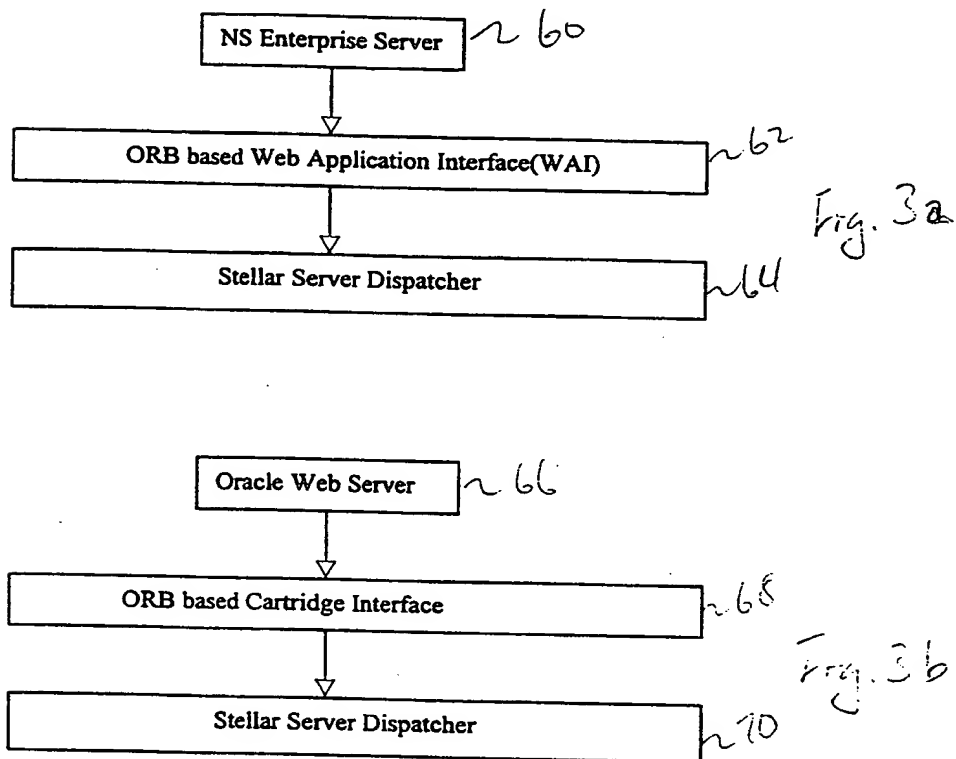 NS Enterprise Server ~ 60
ORB based Web Application Interface(WAI) ~ 62
Fig. 3a
Stellar Server Dispatcher ~ 64
Oracle Web Server ~ 66
ORB based Cartridge Interface ~ 68
Fig. 3b
Stellar Server Dispatcher ~ 70